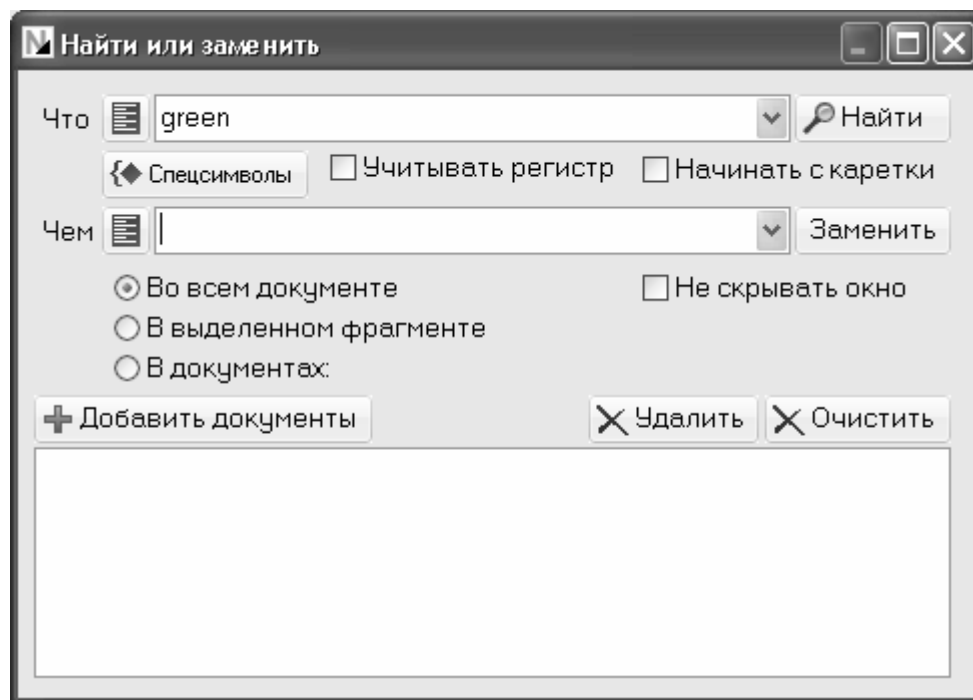 Найти или заменить
Что green Найти
Спецсимволы Учитывать регистр Начинать с каретки
Чем Заменить
Во всем документе Не скрывать окно
В выделенном фрагменте
В документах:
Добавить документы Удалить Очистить